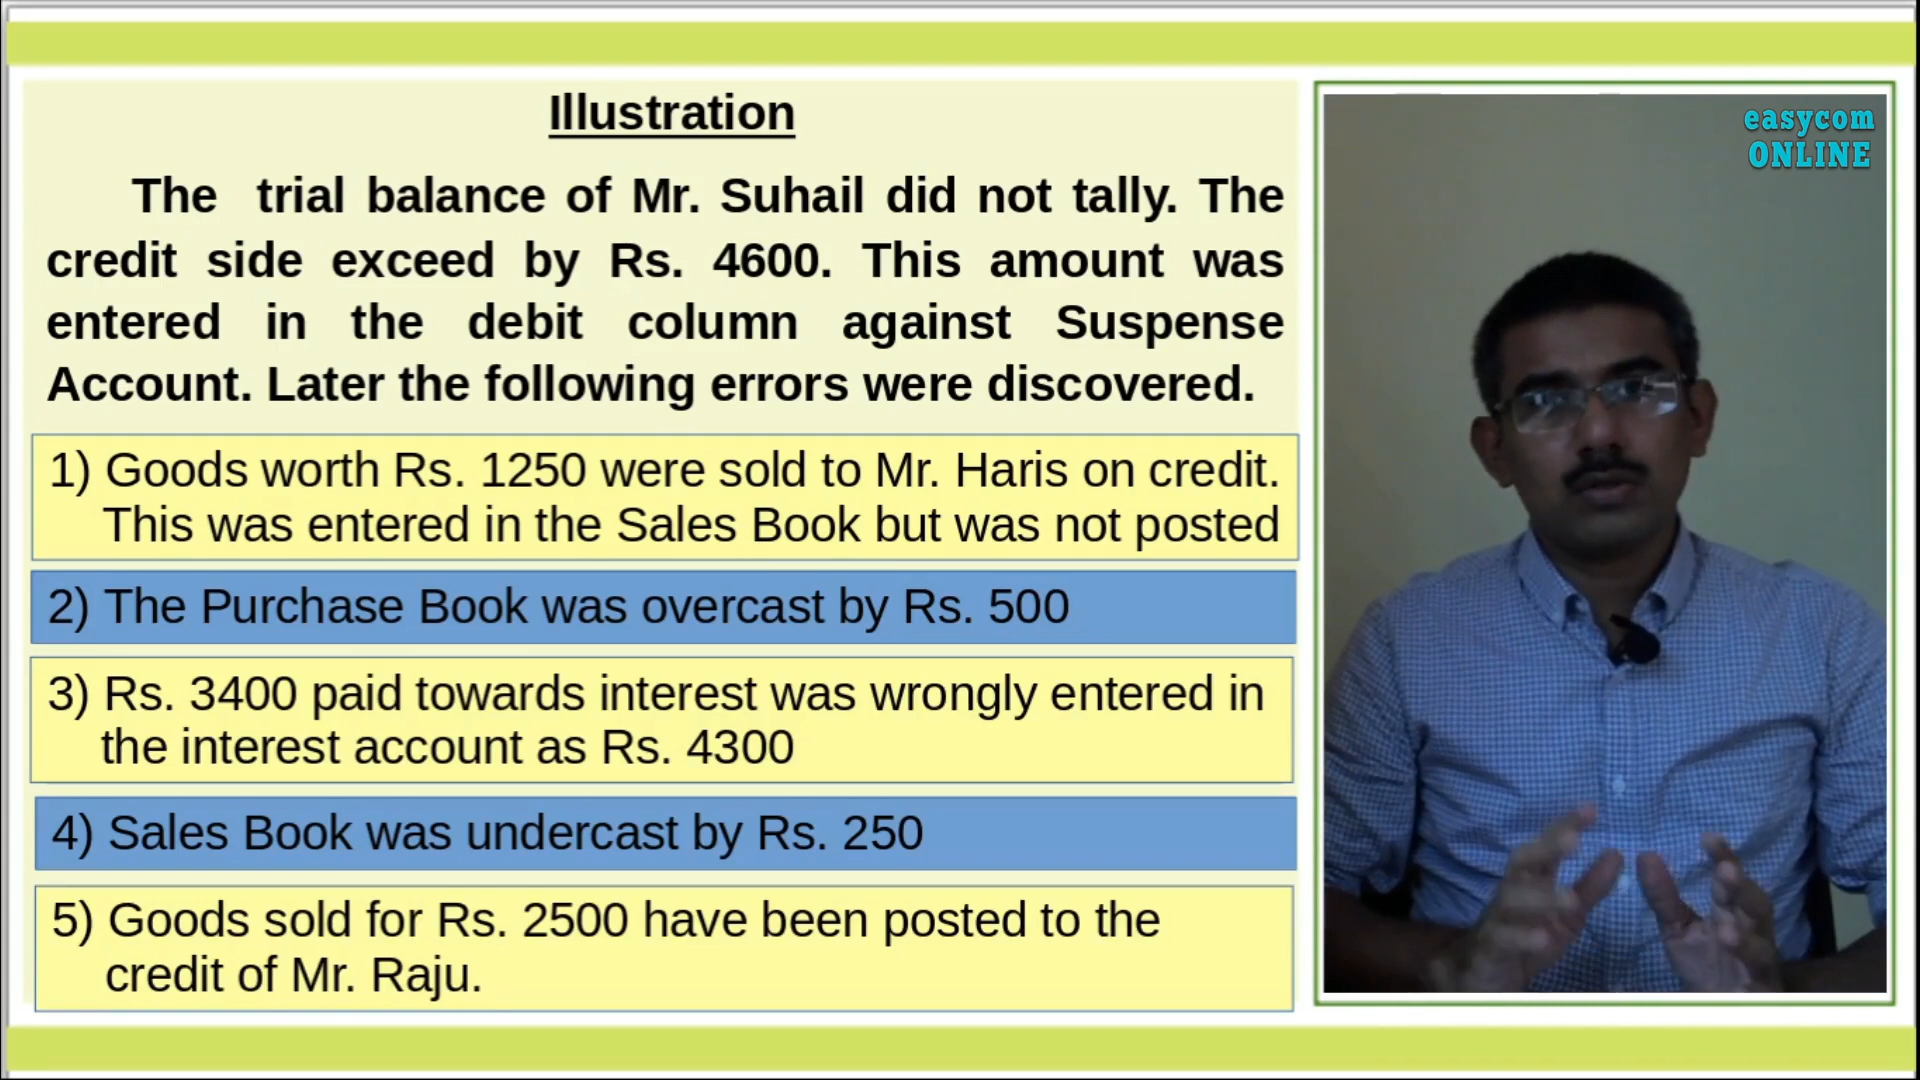 Illustration
The trial balance of Mr. Suhail did not tally. The
credit side exceed by Rs. 4600. This amount was
entered in the debit column against Suspense
Account. Later the following errors were discovered.
1) Goods worth Rs. 1250 were sold to Mr. Haris on credit.
This was entered in the Sales Book but was not posted
2) The Purchase Book was overcast by Rs. 500
3) Rs. 3400 paid towards interest was wrongly entered in
the interest account as Rs. 4300
4) Sales Book was undercast by Rs. 250
5) Goods sold for Rs. 2500 have been posted to the
credit of Mr. Raju.
easycom
ONLINE